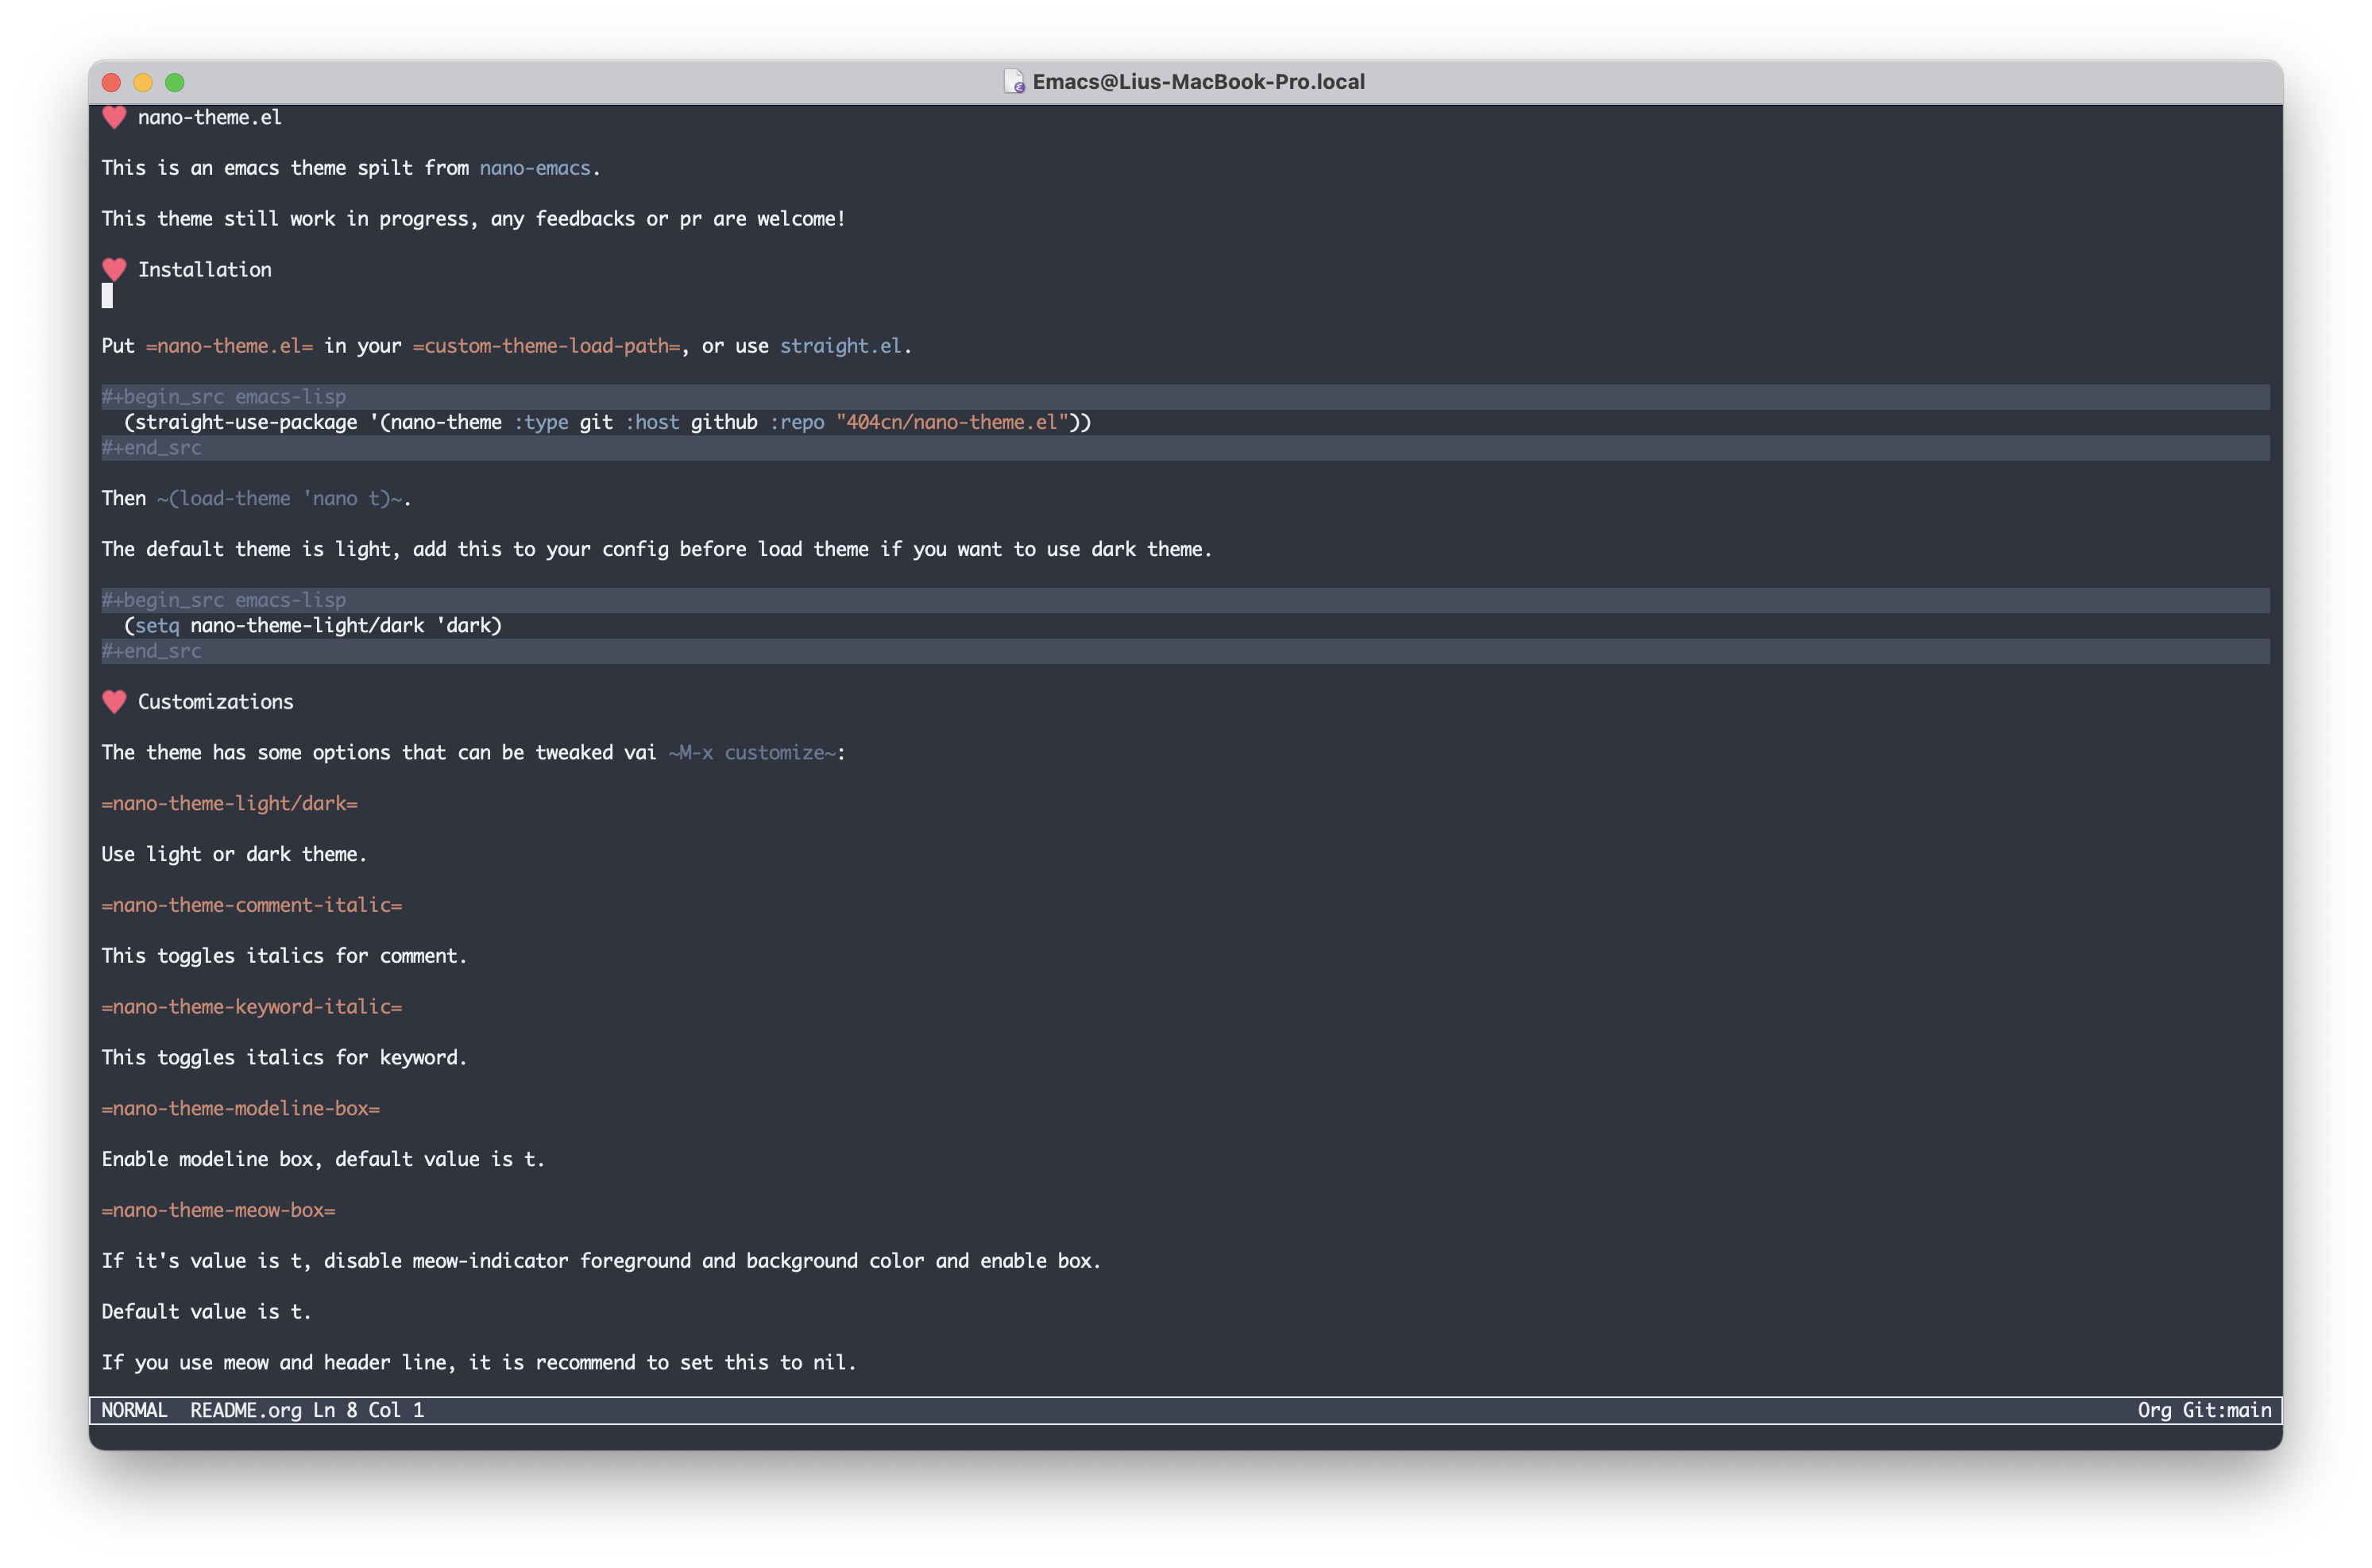 Emacs@Lius-MacBook-Pro.local
nano-theme.el
This is an emacs theme spilt from nano-emacs.
This theme still work in progress, any feedbacks or pr are welcome!
Installation
Put =nano-theme.el= in your =custom-theme-load-path=, or use straight.el.
#+begin_src emacs-lisp
(straight-use-package '(nano-theme :type git :host github :repo "404cn/nano-theme.el"))
#+end_src
Then ~(load-theme 'nano t)~.
The default theme is light, add this to your config before load theme if you want to use dark theme.
#+begin_src emacs-lisp
(setq nano-theme-light/dark 'dark)
#+end_src
Customizations
The theme has some options that can be tweaked vai ~M-x customize~:
=nano-theme-light/dark=
Use light or dark theme.
=nano-theme-comment-italic=
This toggles italics for comment.
=nano-theme-keyword-italic=
This toggles italics for keyword.
=nano-theme-modeline-box=
Enable modeline box, default value is t.
=nano-theme-meow-box=
If it's value is t, disable meow-indicator foreground and background color and enable box.
Default value is t.
If you use meow and header line, it is recommend to set this to nil.
NORMAL README.org Ln 8 Col 1 Org Git:main